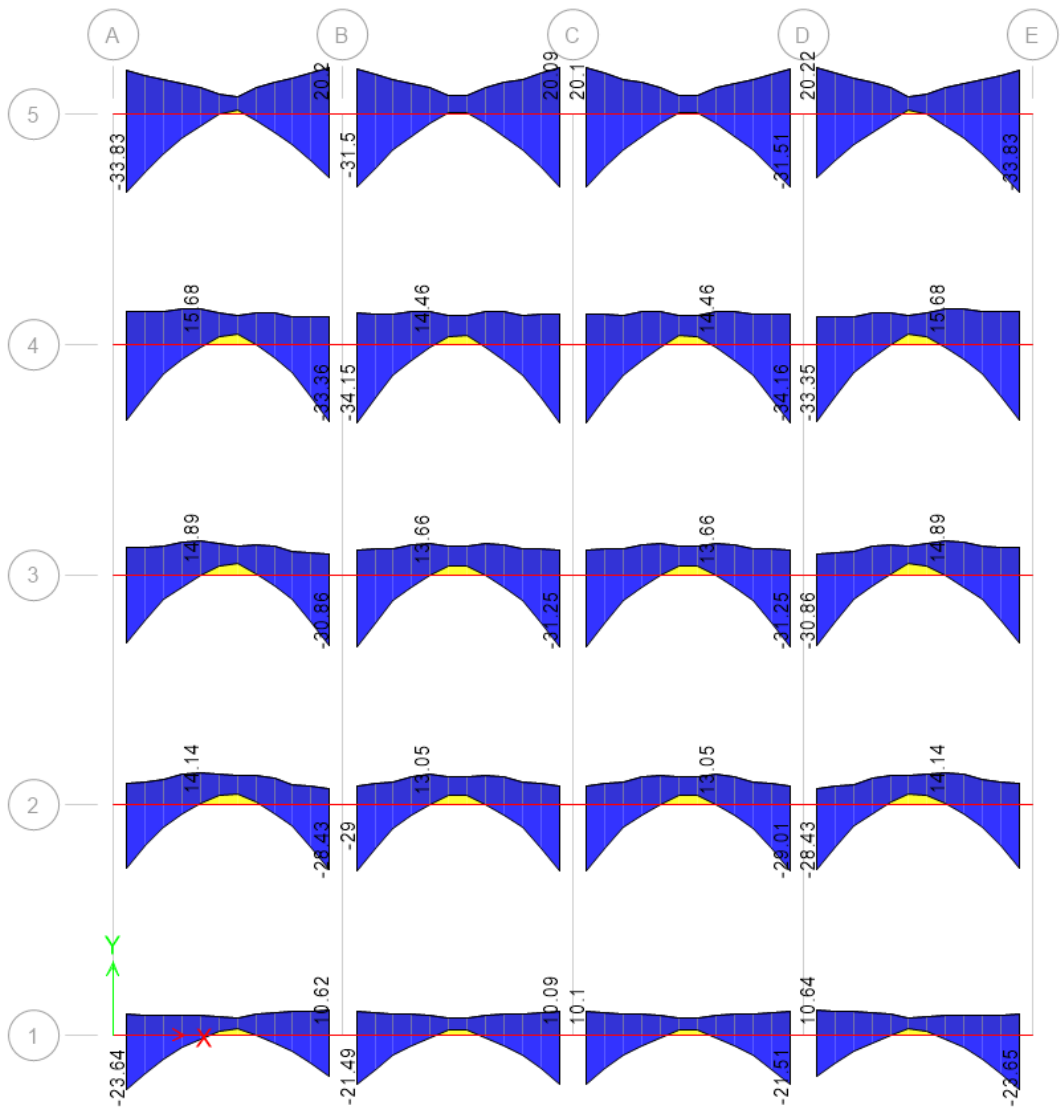 A B C D E
5
20.2 20.09 20.1 20.22
-33.83 -31.5 -31.51 -33.83
4
15.68 14.46 14.46 15.68
-33.36 -34.15 -34.16 -33.35
3
14.89 13.66 13.66 14.89
-30.86 -31.25 -31.25 -30.86
2
14.14 13.05 13.05 14.14
-28.43 -29 -29.01 -28.43
Y
1
10.62 10.09 10.1 10.64
X
-23.64 -21.49 -21.51 -23.65